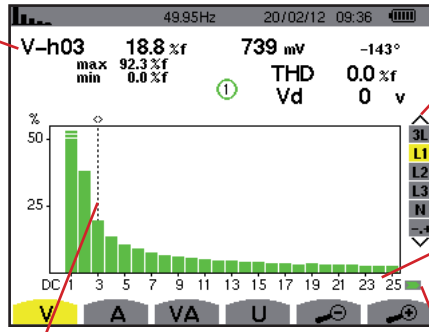 49.95Hz 20/02/12 09:36
V-h03 18.8 %f 739 mV -143°
max 92.3 %f
min 0.0 %f
THD 0.0 %f
1
Vd 0 v
%
50
25
3L
L1
L2
L3
N
-.+
DC 1 3 5 7 9 11 13 15 17 19 21 23 25
V A VA U